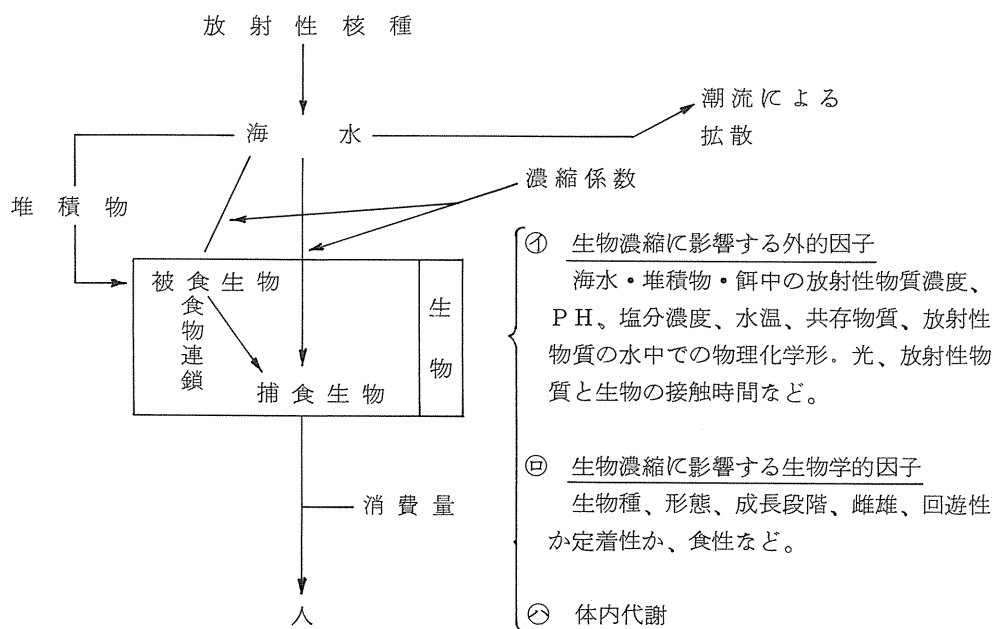 放射性核種
海水
潮流による
拡散
濃縮係数
堆積物
被食生物
食物連鎖
捕食生物
生物
消費量
人
㋑ 生物濃縮に影響する外的因子
海水・堆積物・餌中の放射性物質濃度、
PH。塩分濃度、水温、共存物質、放射性
物質の水中での物理化学形．光、放射性物
質と生物の接触時間など。
㋺ 生物濃縮に影響する生物学的因子
生物種、形態、成長段階、雌雄、回遊性
か定着性か、食性など。
㋩ 体内代謝